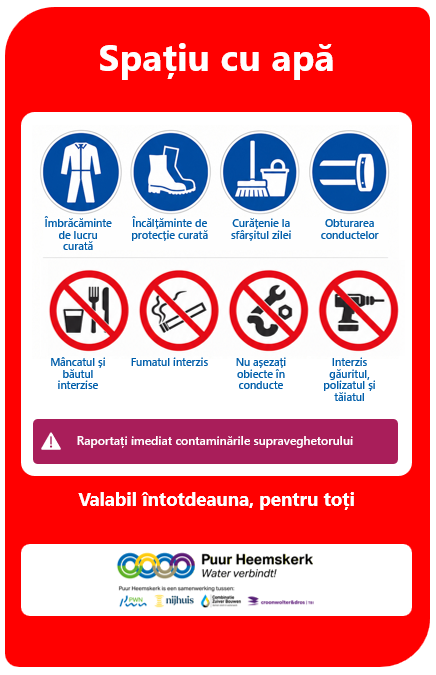 Spațiu cu apă
Îmbrăcăminte
de lucru
curată
Încălțăminte de
protecție curată
Curățenie la
sfârșitul zilei
Obturarea
conductelor
Mâncatul și
băutul
interzise
Fumatul interzis
Nu așezați
obiecte în
conducte
Interzis
găuritul,
polizatul și
tăiatul
Raportați imediat contaminările supraveghetorului
Valabil întotdeauna, pentru toți
Puur Heemskerk
Water verbindt!
Puur Heemskerk is een samenwerking tussen:
PWN
nijhuis
Combinatie
Zuiver Bouwen
croonwolter&dros | TBI